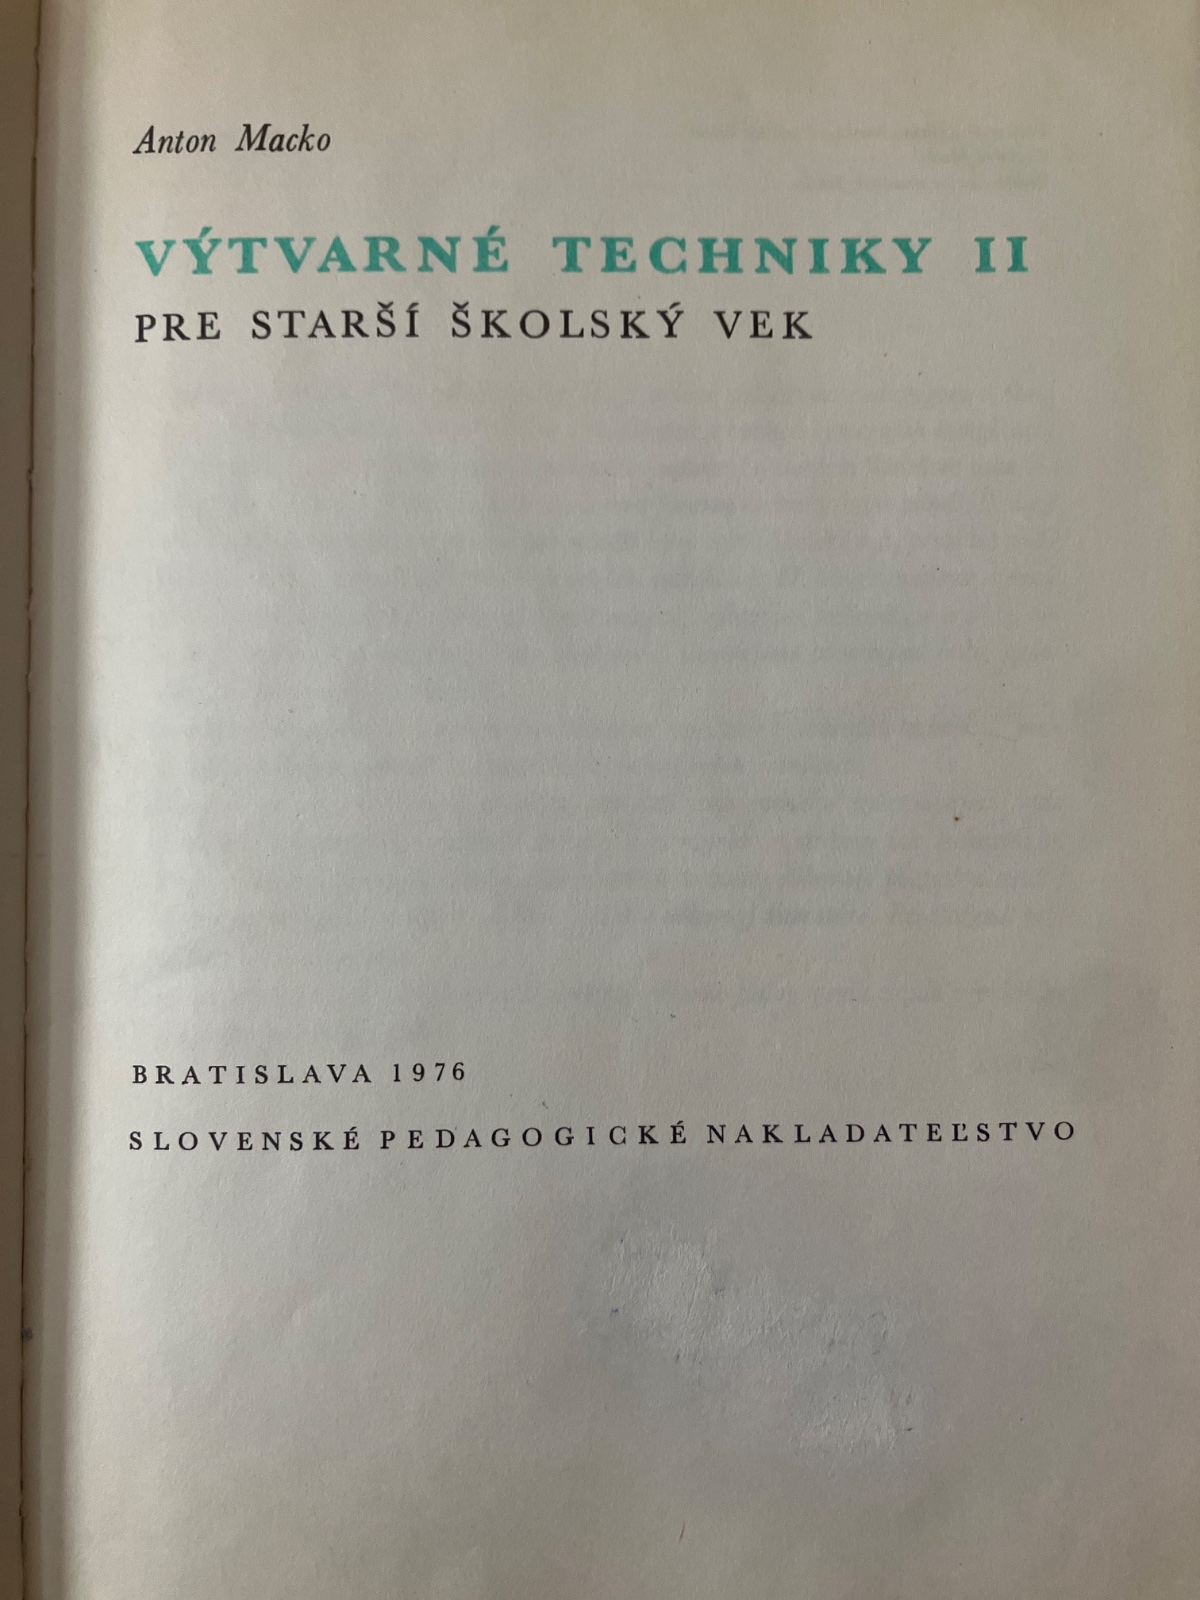 Anton Macko
VÝTVARNÉ TECHNIKY II
PRE STARŠÍ ŠKOLSKÝ VEK
BRATISLAVA 1976
SLOVENSKÉ PEDAGOGICKÉ NAKLADATEĽSTVO